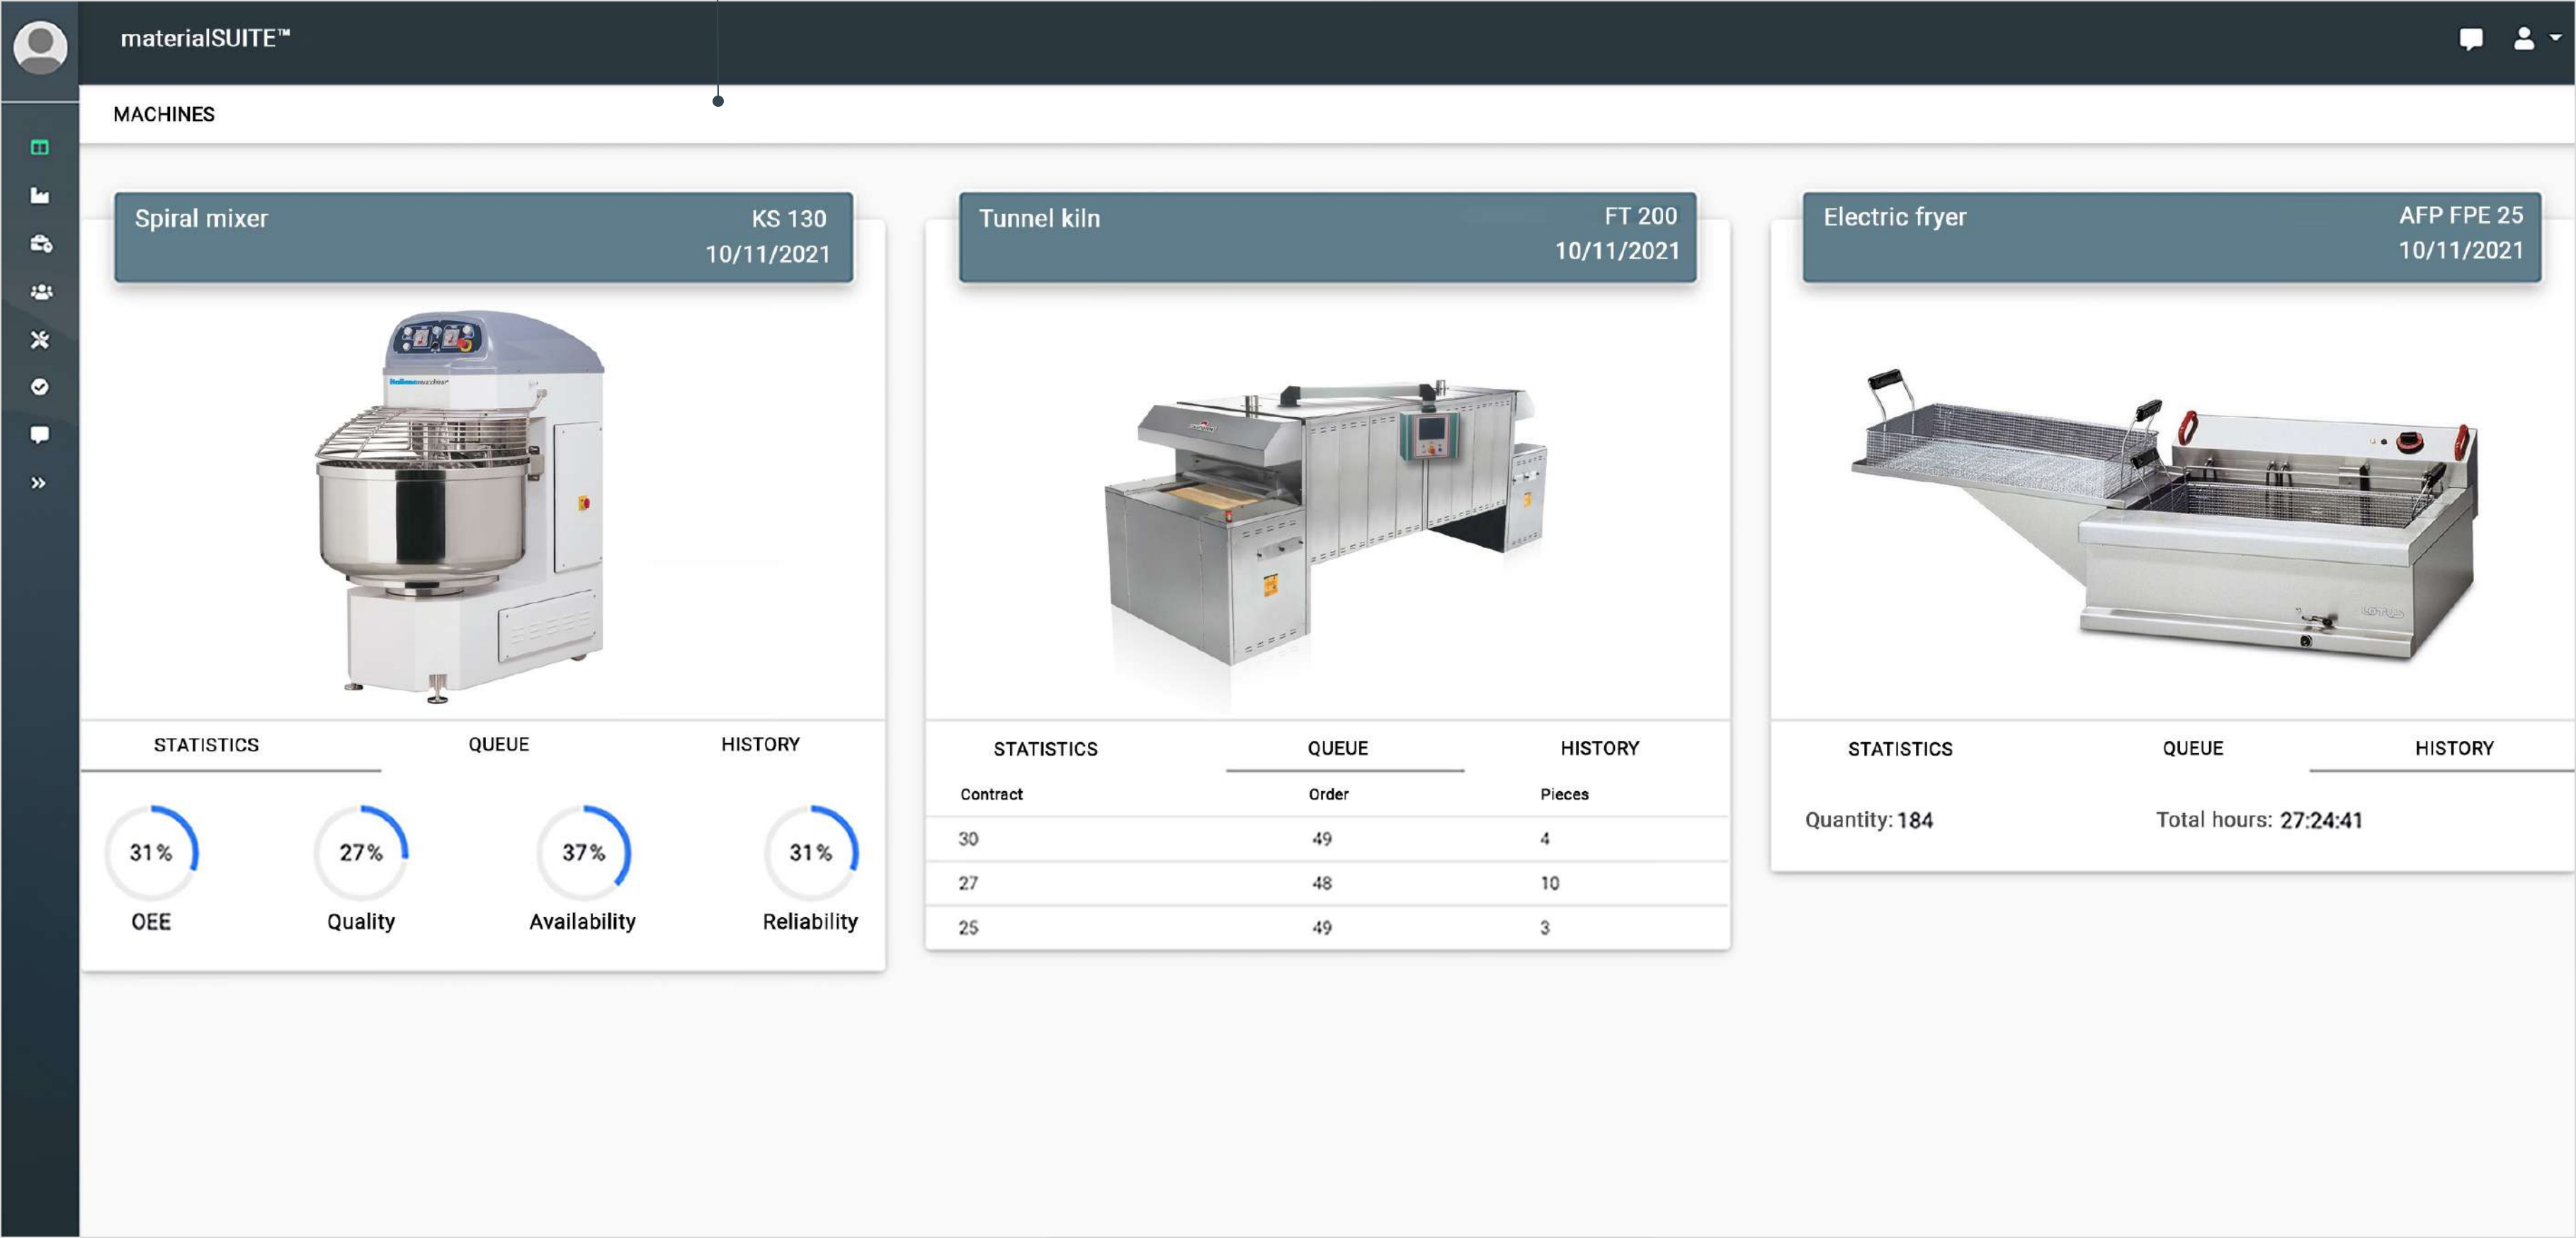 materialSUITE™
MACHINES
Spiral mixer
KS 130
10/11/2021
italianamacchine
STATISTICS QUEUE HISTORY
31% 27% 37% 31%
OEE Quality Availability Reliability
Tunnel kiln
FT 200
10/11/2021
STATISTICS QUEUE HISTORY
Contract Order Pieces
30 49 4
27 48 10
25 49 3
Electric fryer
AFP FPE 25
10/11/2021
LOTUS
STATISTICS QUEUE HISTORY
Quantity: 184 Total hours: 27:24:41